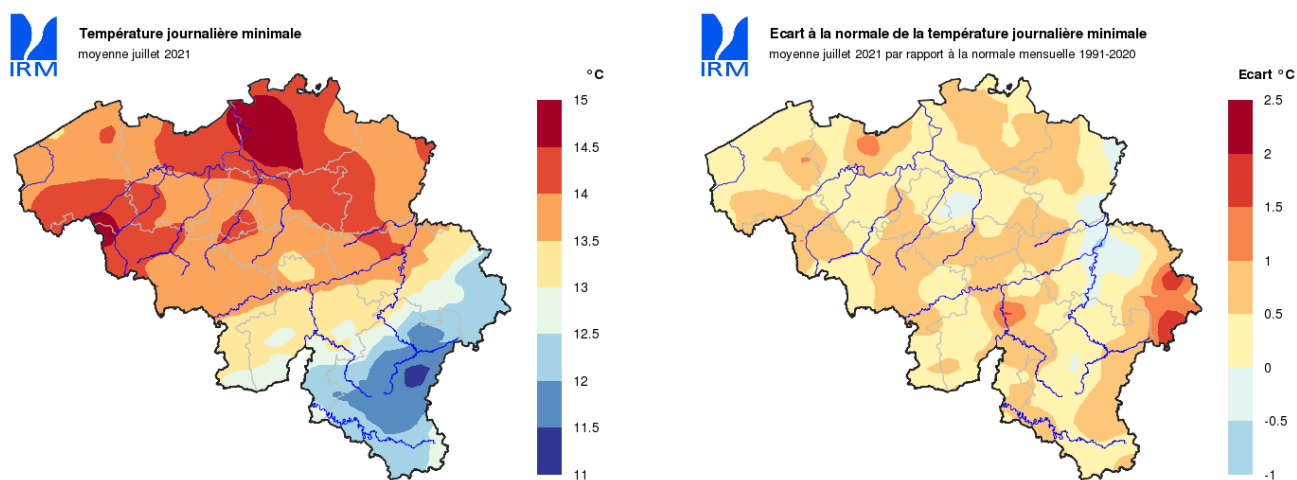 IRM
Température journalière minimale
moyenne juillet 2021
°C
15
14.5
14
13.5
13
12.5
12
11.5
11
IRM
Ecart à la normale de la température journalière minimale
moyenne juillet 2021 par rapport à la normale mensuelle 1991-2020
Ecart °C
2.5
2
1.5
1
0.5
0
-0.5
-1